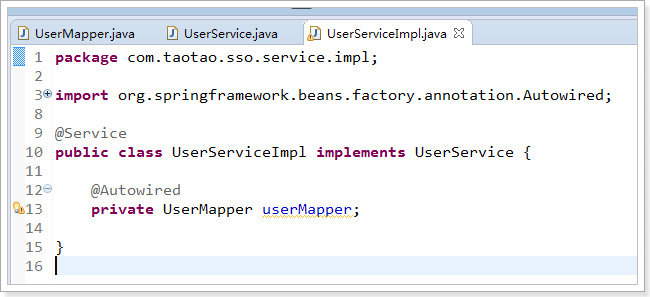 UserMapper.java UserService.java UserServiceImpl.java
1 package com.taotao.sso.service.impl;
2
3 import org.springframework.beans.factory.annotation.Autowired;
8
9 @Service
10 public class UserServiceImpl implements UserService {
11
12 @Autowired
13 private UserMapper userMapper;
14
15 }
16